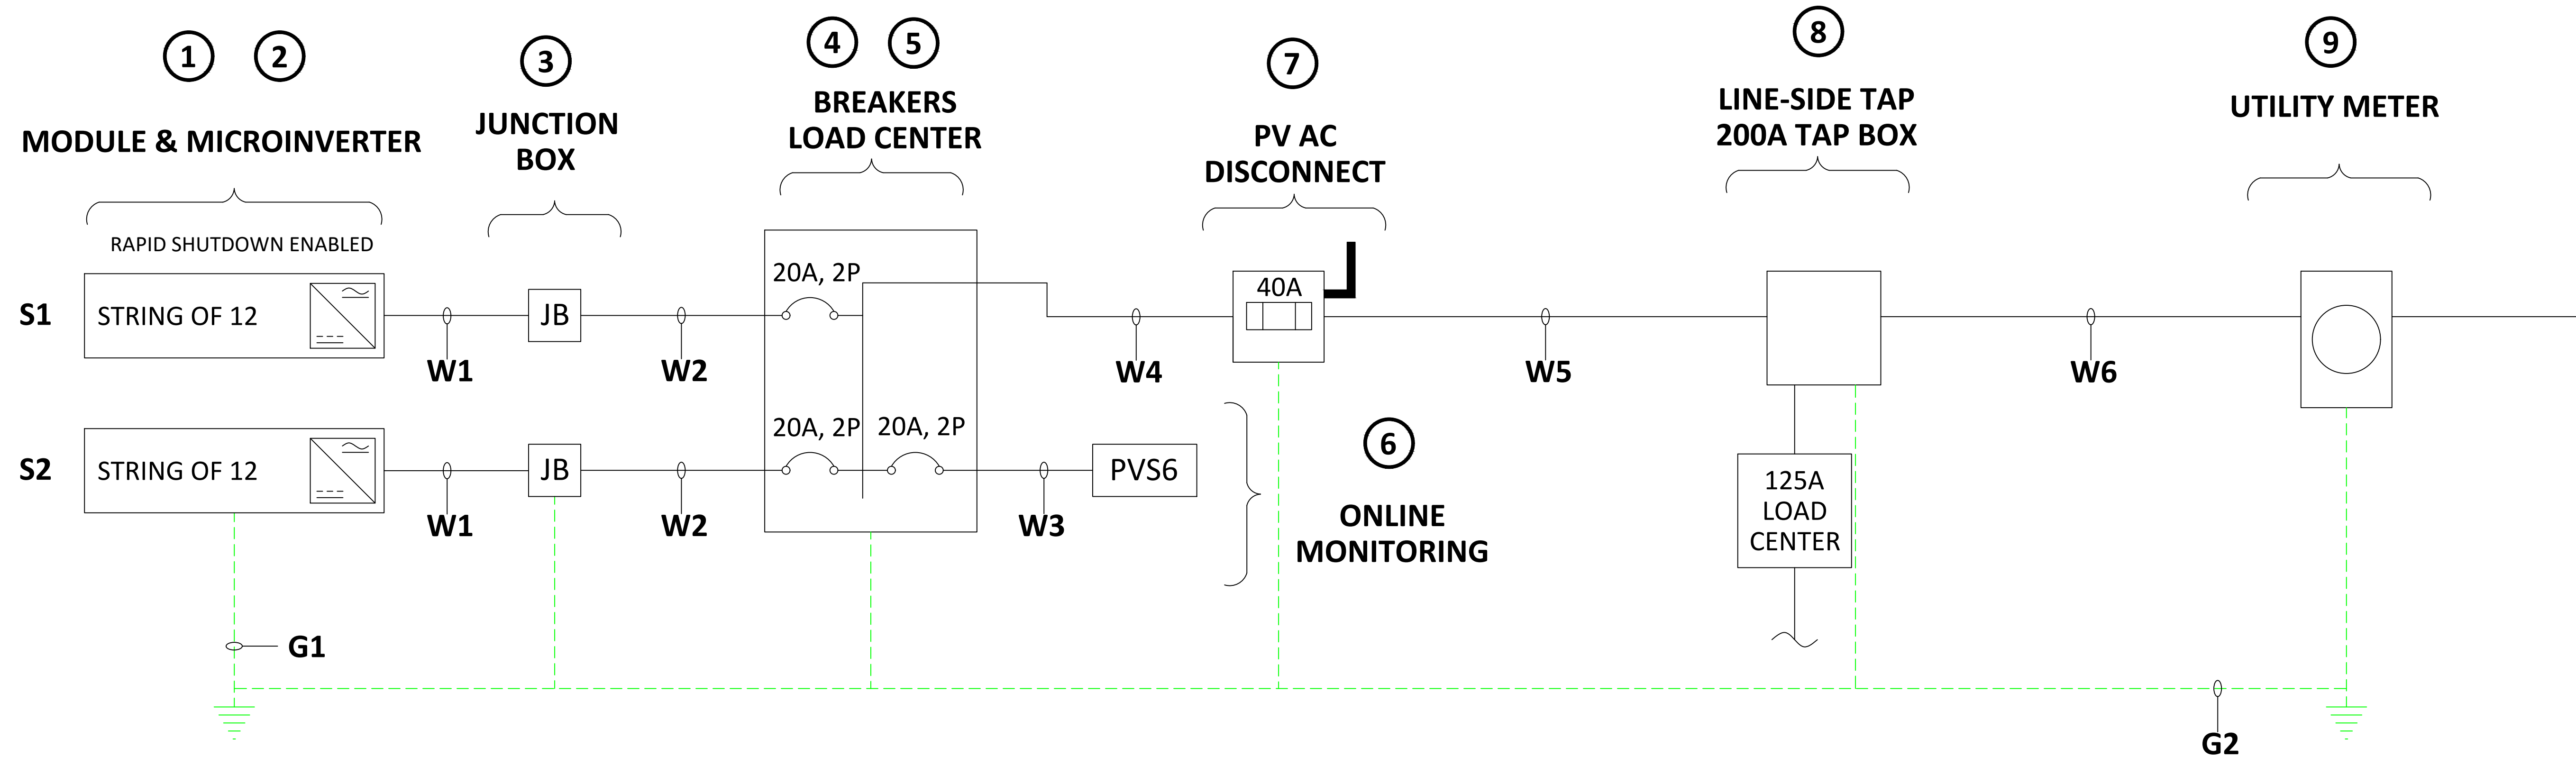 1
2
MODULE & MICROINVERTER
3
JUNCTION
BOX
4
5
BREAKERS
LOAD CENTER
7
PV AC
DISCONNECT
8
LINE-SIDE TAP
200A TAP BOX
9
UTILITY METER
RAPID SHUTDOWN ENABLED
S1
STRING OF 12
W1
JB
W2
20A, 2P
W4
40A
W5
W6
S2
STRING OF 12
W1
JB
W2
20A, 2P
20A, 2P
W3
PVS6
6
ONLINE
MONITORING
125A
LOAD
CENTER
G1
G2